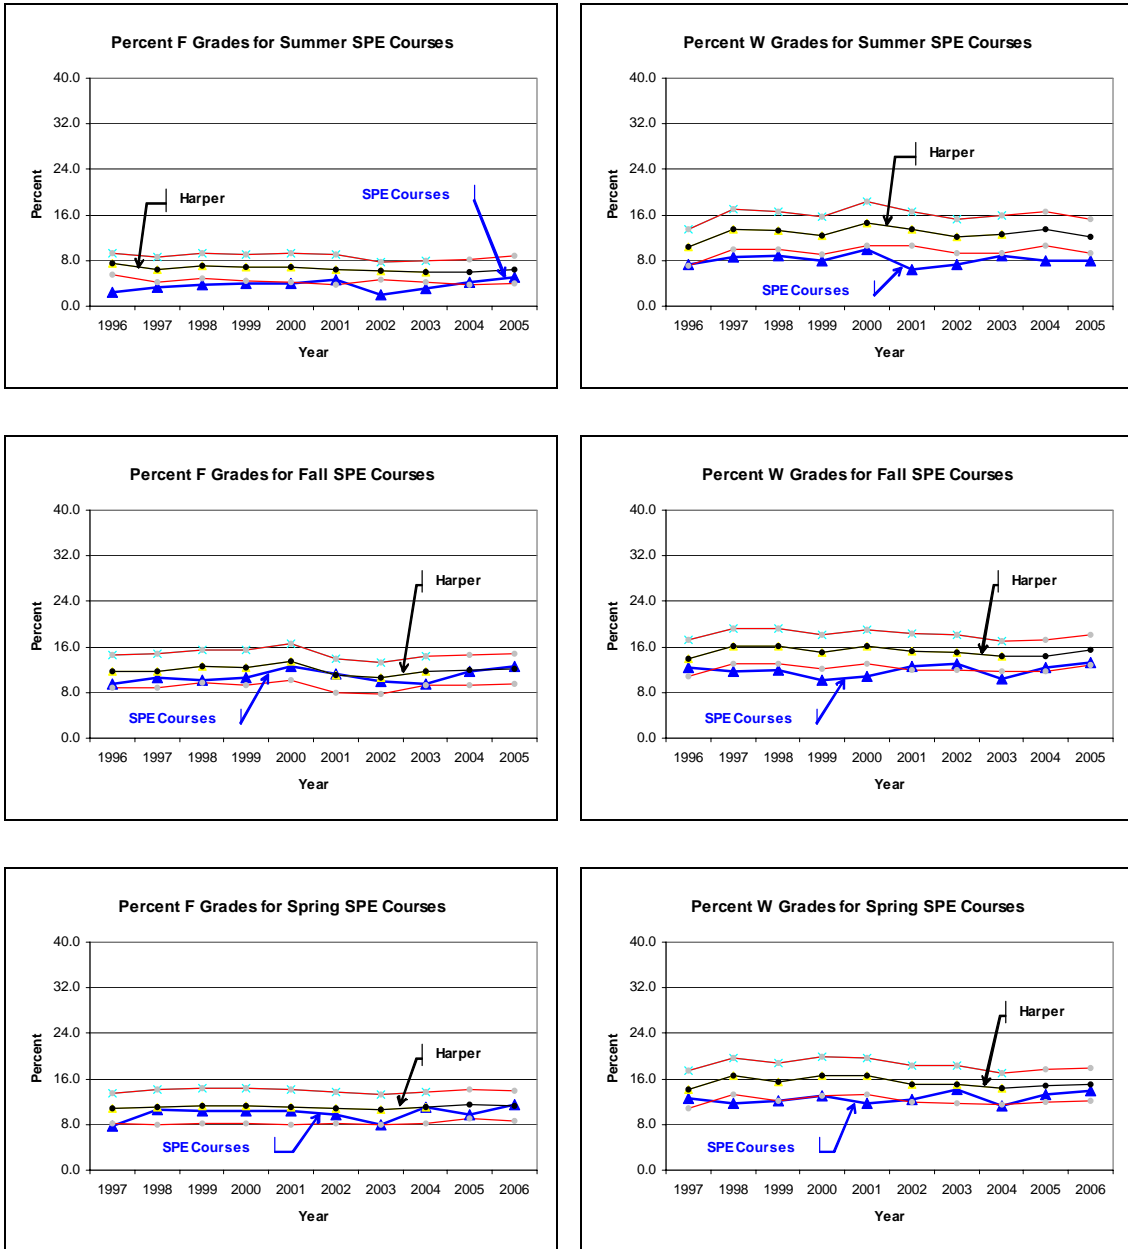 Percent F Grades for Summer SPE Courses
40.0
32.0
24.0
16.0
8.0
0.0
Percent
Harper
SPE Courses
1996 1997 1998 1999 2000 2001 2002 2003 2004 2005
Year
Percent W Grades for Summer SPE Courses
40.0
32.0
24.0
16.0
8.0
0.0
Percent
Harper
SPE Courses
1996 1997 1998 1999 2000 2001 2002 2003 2004 2005
Year
Percent F Grades for Fall SPE Courses
40.0
32.0
24.0
16.0
8.0
0.0
Percent
Harper
SPE Courses
1996 1997 1998 1999 2000 2001 2002 2003 2004 2005
Year
Percent W Grades for Fall SPE Courses
40.0
32.0
24.0
16.0
8.0
0.0
Percent
Harper
SPE Courses
1996 1997 1998 1999 2000 2001 2002 2003 2004 2005
Year
Percent F Grades for Spring SPE Courses
40.0
32.0
24.0
16.0
8.0
0.0
Percent
Harper
SPE Courses
1997 1998 1999 2000 2001 2002 2003 2004 2005 2006
Year
Percent W Grades for Spring SPE Courses
40.0
32.0
24.0
16.0
8.0
0.0
Percent
Harper
SPE Courses
1997 1998 1999 2000 2001 2002 2003 2004 2005 2006
Year